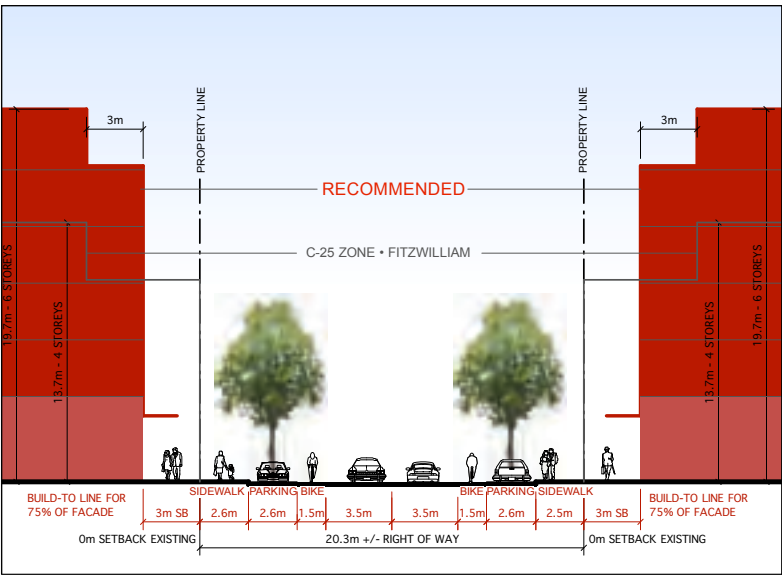 3m
PROPERTY LINE
PROPERTY LINE
3m
RECOMMENDED
C-25 ZONE • FITZWILLIAM
19.7m - 6 STOREYS
13.7m - 4 STOREYS
13.7m - 4 STOREYS
19.7m - 6 STOREYS
BUILD-TO LINE FOR
75% OF FACADE
SIDEWALK PARKING BIKE
BIKE PARKING SIDEWALK
BUILD-TO LINE FOR
75% OF FACADE
3m SB 2.6m 2.6m 1.5m 3.5m 3.5m 1.5m 2.6m 2.5m 3m SB
0m SETBACK EXISTING
20.3m +/- RIGHT OF WAY
0m SETBACK EXISTING